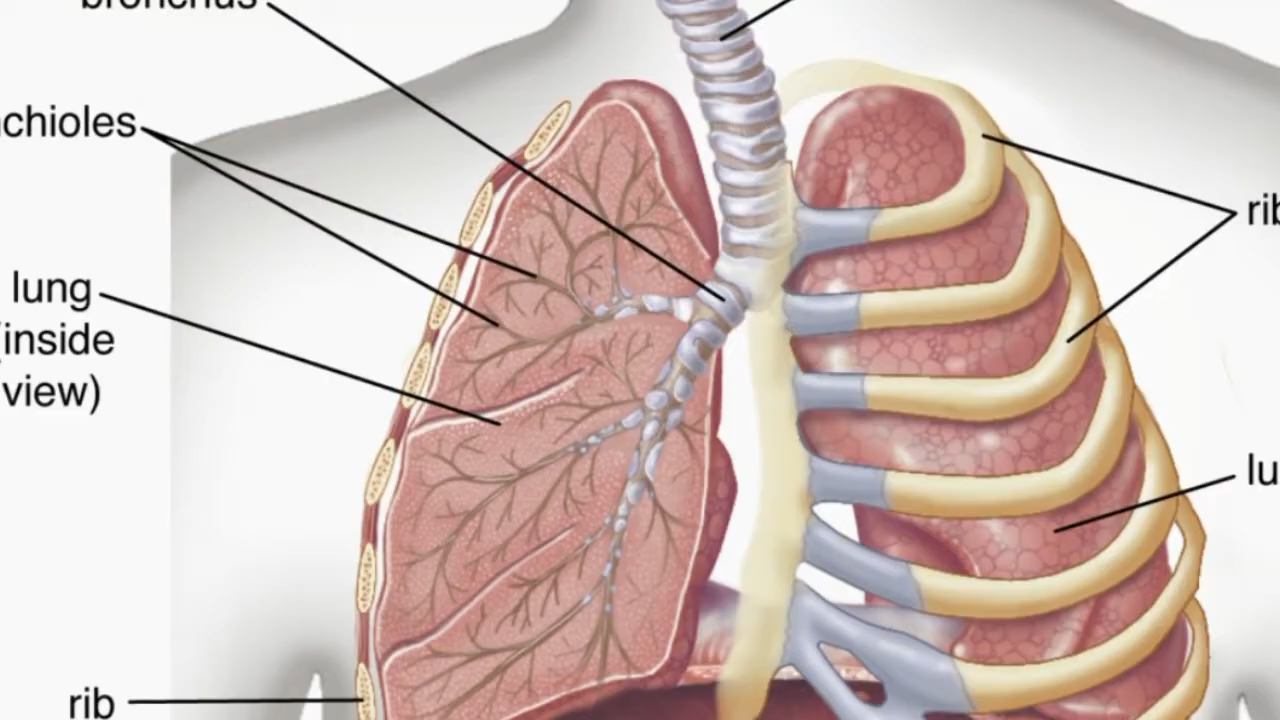 bronchus
chioles
lung
(inside
view)
rib
rib
lu